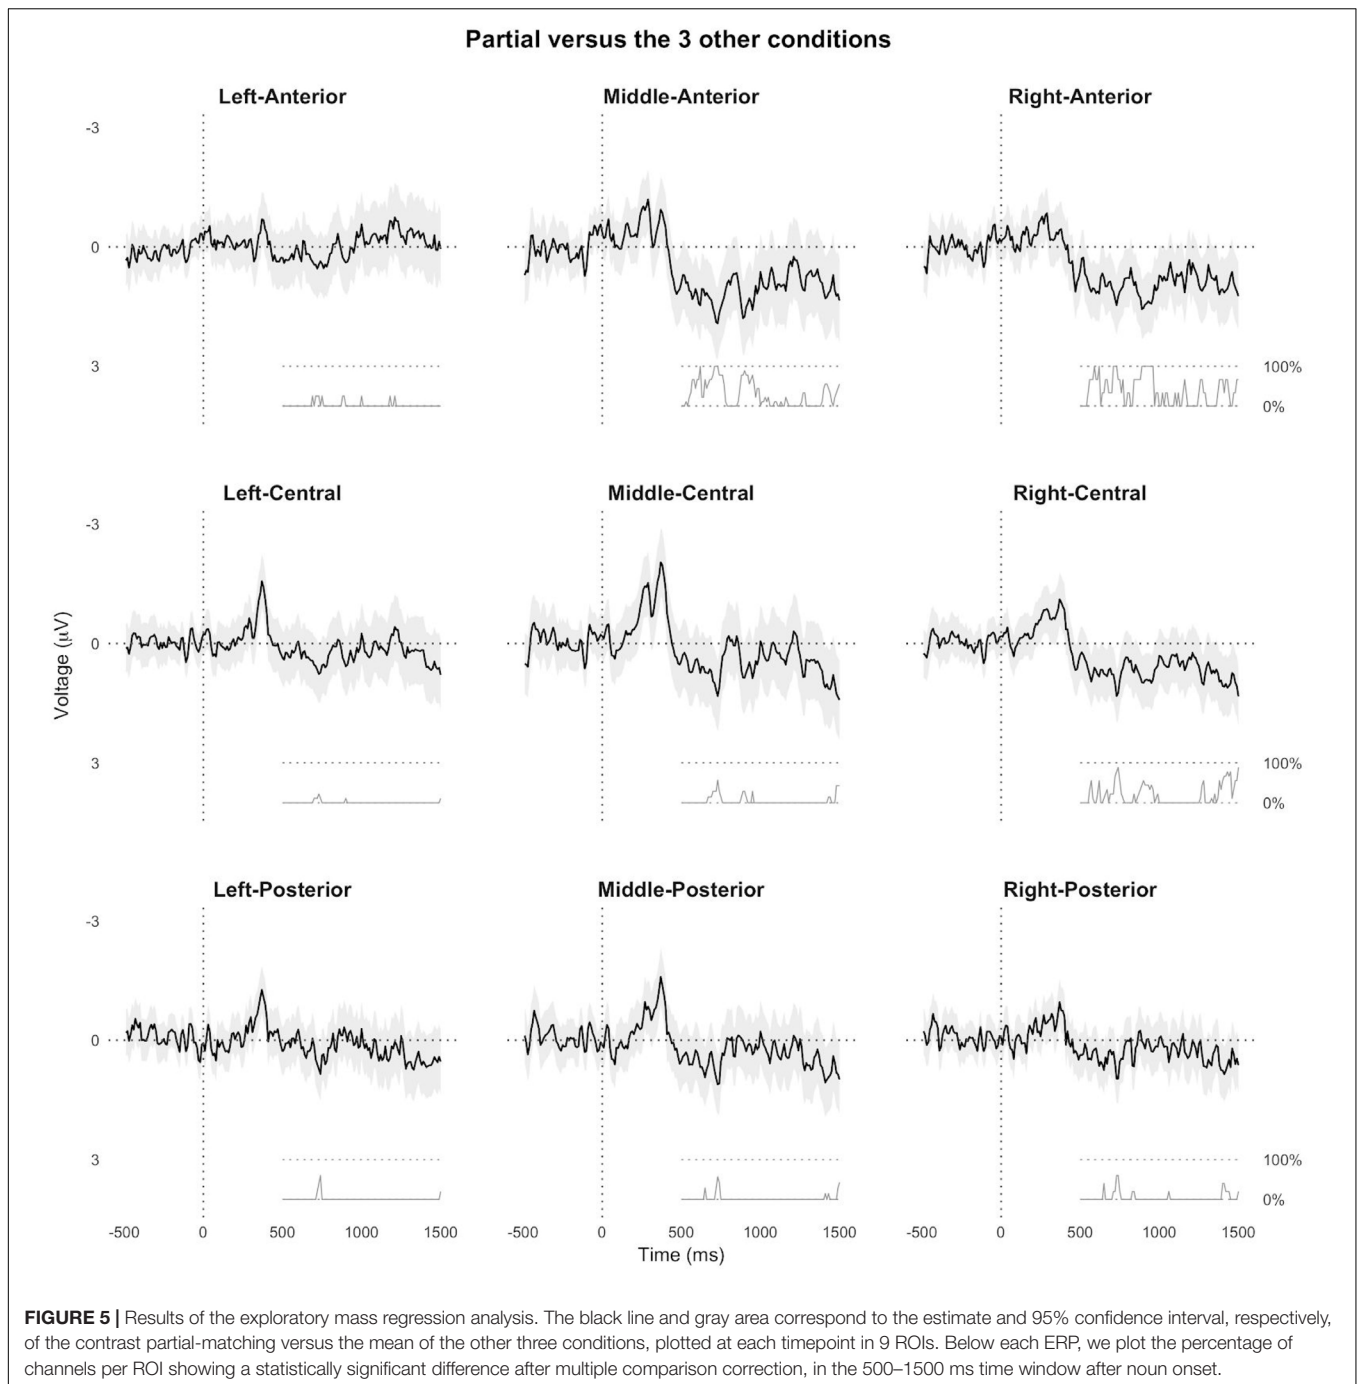 Partial versus the 3 other conditions
Left-Anterior
Middle-Anterior
Right-Anterior
-3
0
3
100%
0%
Left-Central
Middle-Central
Right-Central
-3
Voltage (μV)
0
3
100%
0%
Left-Posterior
Middle-Posterior
Right-Posterior
-3
0
3
100%
0%
-500 0 500 1000 1500 -500 0 500 1000 1500 -500 0 500 1000 1500
Time (ms)
FIGURE 5 | Results of the exploratory mass regression analysis. The black line and gray area correspond to the estimate and 95% confidence interval, respectively,
of the contrast partial-matching versus the mean of the other three conditions, plotted at each timepoint in 9 ROIs. Below each ERP, we plot the percentage of
channels per ROI showing a statistically significant difference after multiple comparison correction, in the 500–1500 ms time window after noun onset.